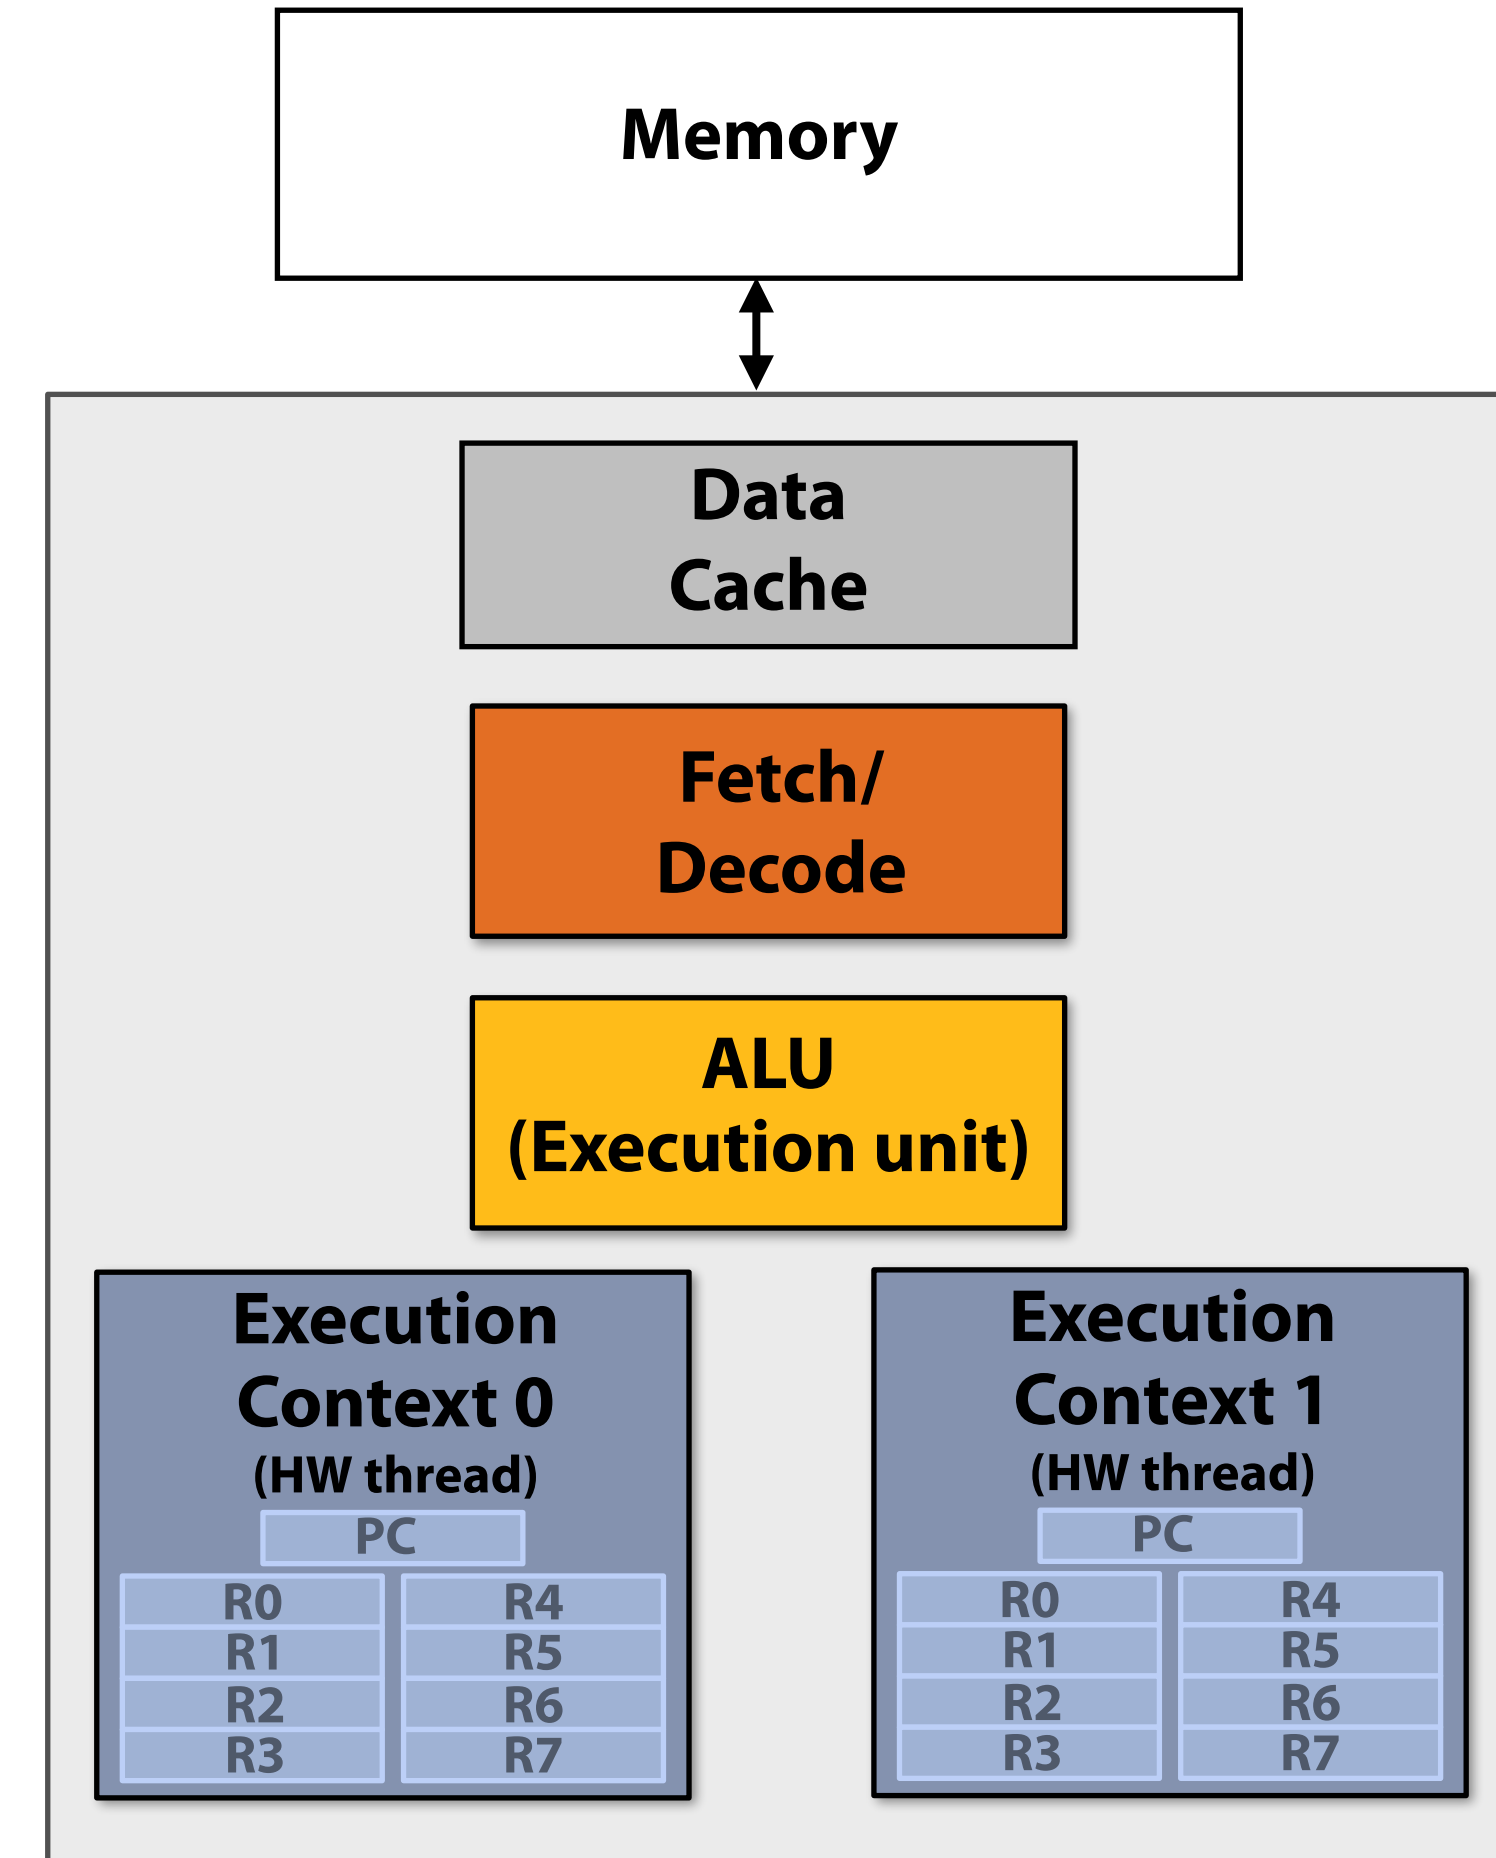 Memory
Data
Cache
Fetch/
Decode
ALU
(Execution unit)
Execution
Context 0
(HW thread)
PC
R0
R4
R1
R5
R2
R6
R3
R7
Execution
Context 1
(HW thread)
PC
R0
R4
R1
R5
R2
R6
R3
R7